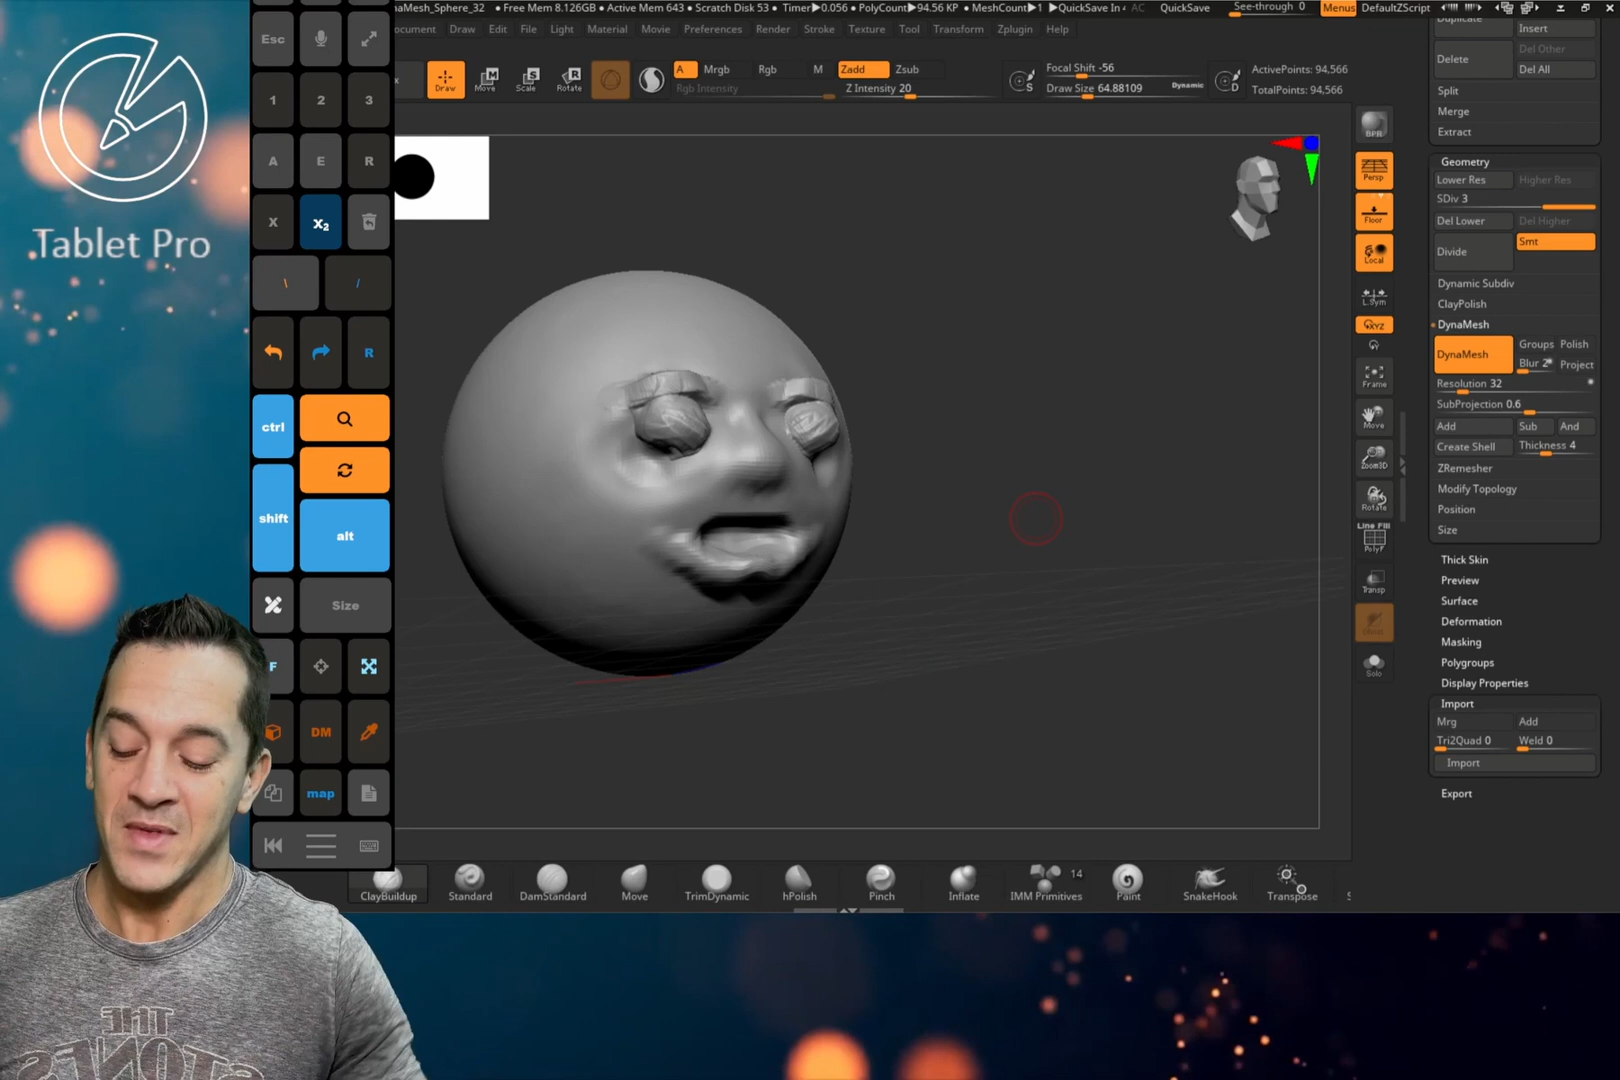 naMesh_Sphere_32 • Free Mem 8.126GB • Active Mem 643 • Scratch Disk 53 • Timer▶0.056 • PolyCount▶94.56 KP • MeshCount▶1 ▶QuickSave In AC QuickSave See-through 0 Menus DefaultZScript
ocument Draw Edit File Light Material Movie Preferences Render Stroke Texture Tool Transform Zplugin Help
Draw Move Scale Rotate
M S R
A Mrgb Rgb M Zadd Zsub
Rgb Intensity Z Intensity 20
Focal Shift -56
Draw Size 64.88109 Dynamic
S D
ActivePoints: 94,566
TotalPoints: 94,566
Tablet Pro
Esc
1 2 3
A E R
X X2
\ /
R
ctrl
shift
alt
Size
F
DM
map
BPR
Persp
Floor
Local
L.Sym
XYZ
Frame
Move
Zoom3D
Rotate
Line Fill
PolyF
Transp
Solo
Duplicate Insert
Delete Del Other
Del All
Split
Merge
Extract
Geometry
Lower Res Higher Res
SDiv 3
Del Lower Del Higher
Divide Smt
Dynamic Subdiv
ClayPolish
DynaMesh
DynaMesh Groups Polish
Blur 2 Project
Resolution 32
SubProjection 0.6
Add Sub And
Create Shell Thickness 4
ZRemesher
Modify Topology
Position
Size
Thick Skin
Preview
Surface
Deformation
Masking
Polygroups
Display Properties
Import
Mrg Add
Tri2Quad 0 Weld 0
Import
Export
14
ClayBuildup Standard DamStandard Move TrimDynamic hPolish Pinch Inflate IMM Primitives Paint SnakeHook Transpose S
THE
STONES